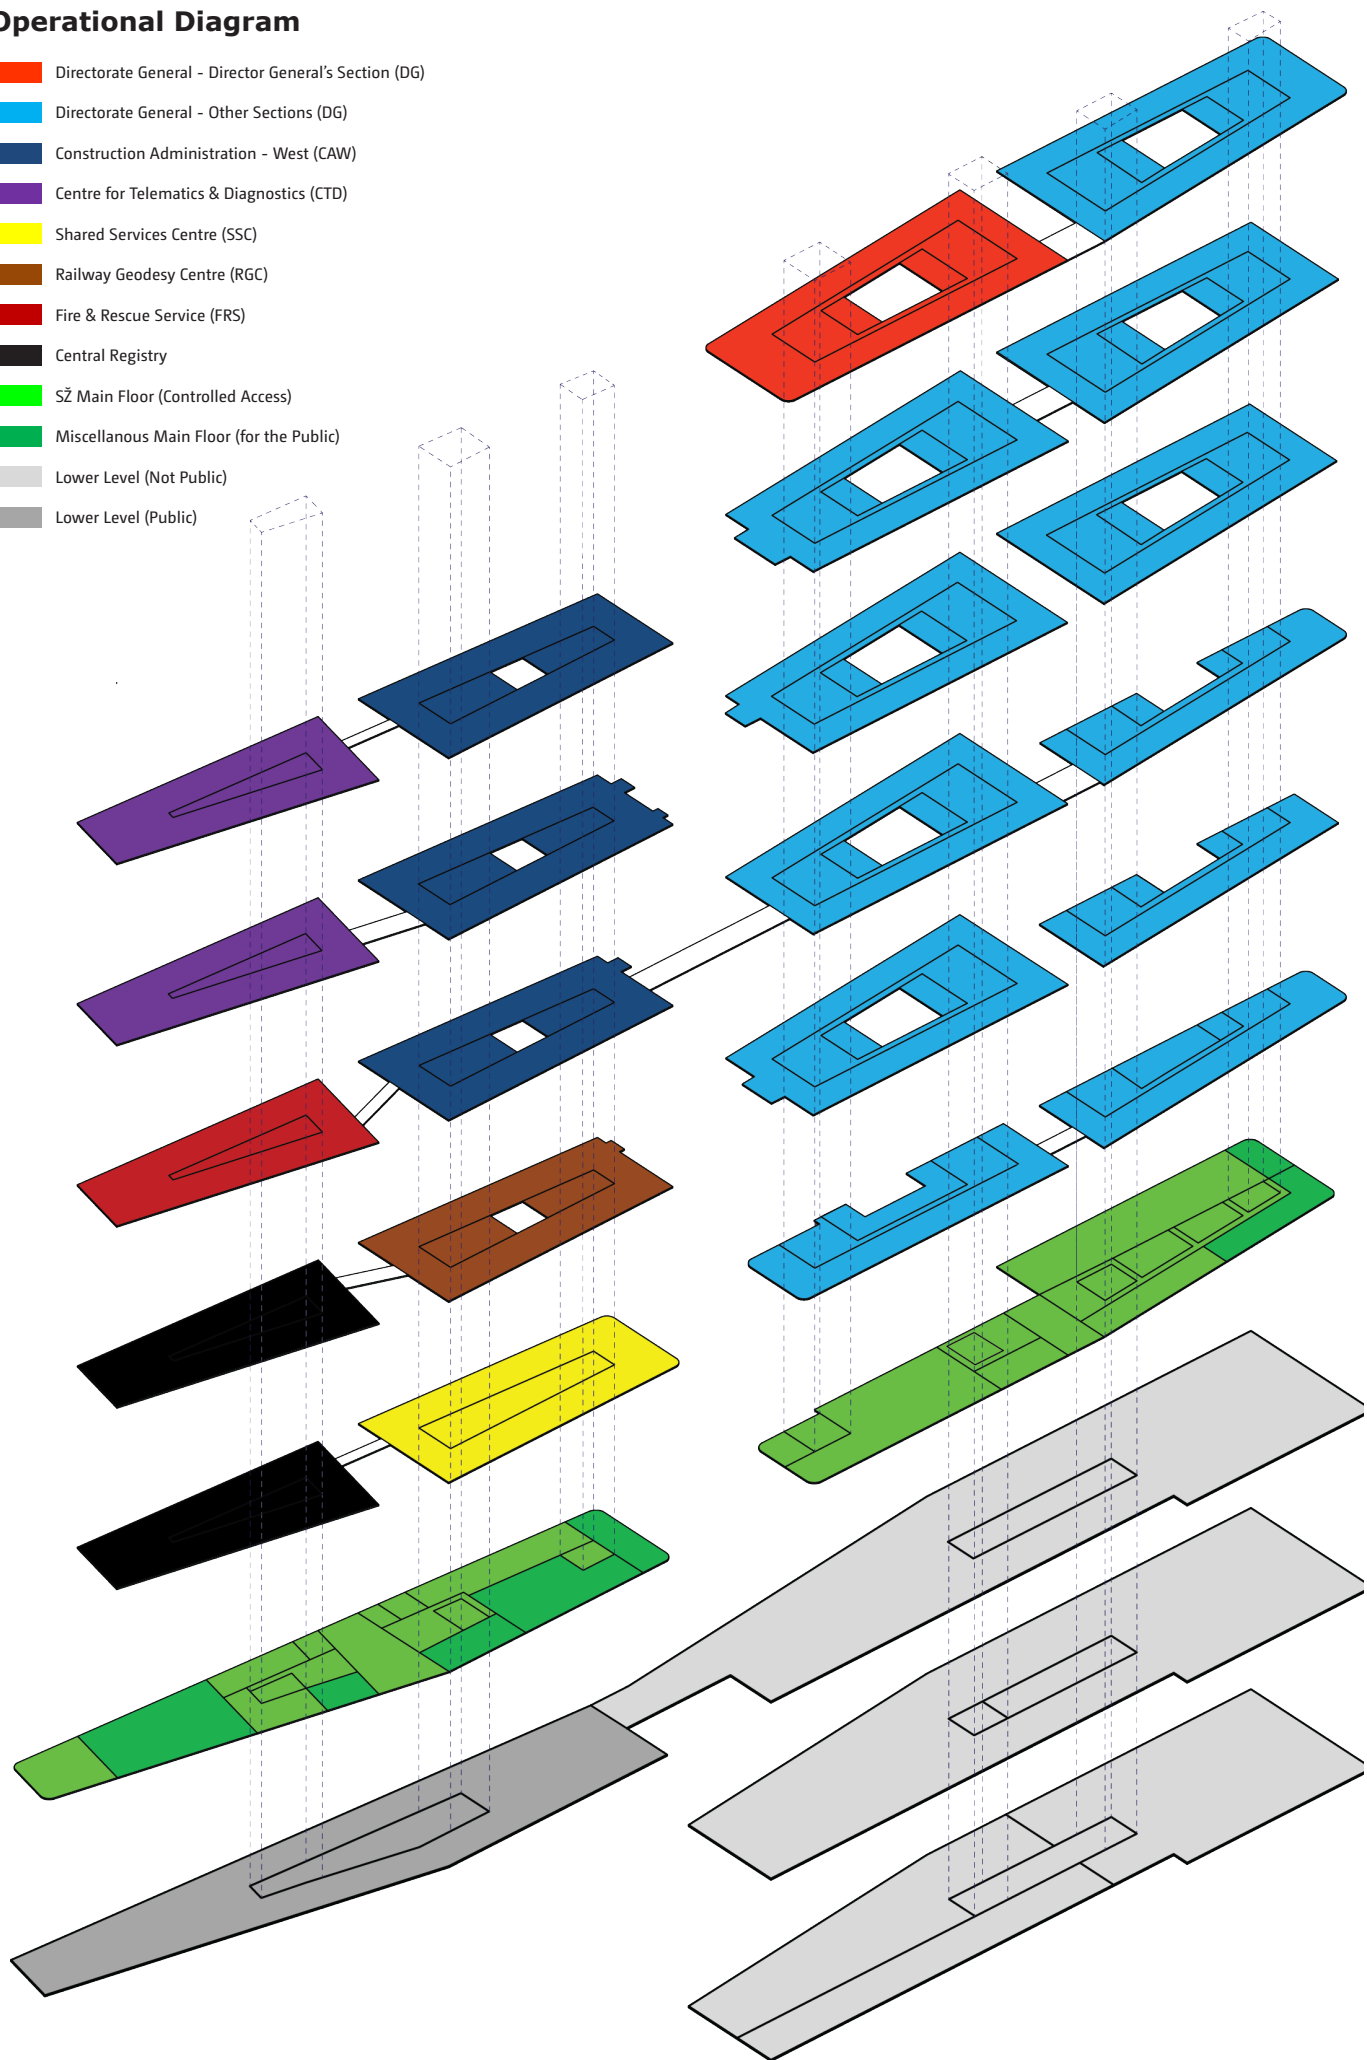 Operational Diagram
Directorate General - Director General's Section (DG)
Directorate General - Other Sections (DG)
Construction Administration - West (CAW)
Centre for Telematics & Diagnostics (CTD)
Shared Services Centre (SSC)
Railway Geodesy Centre (RGC)
Fire & Rescue Service (FRS)
Central Registry
SŽ Main Floor (Controlled Access)
Miscellanous Main Floor (for the Public)
Lower Level (Not Public)
Lower Level (Public)